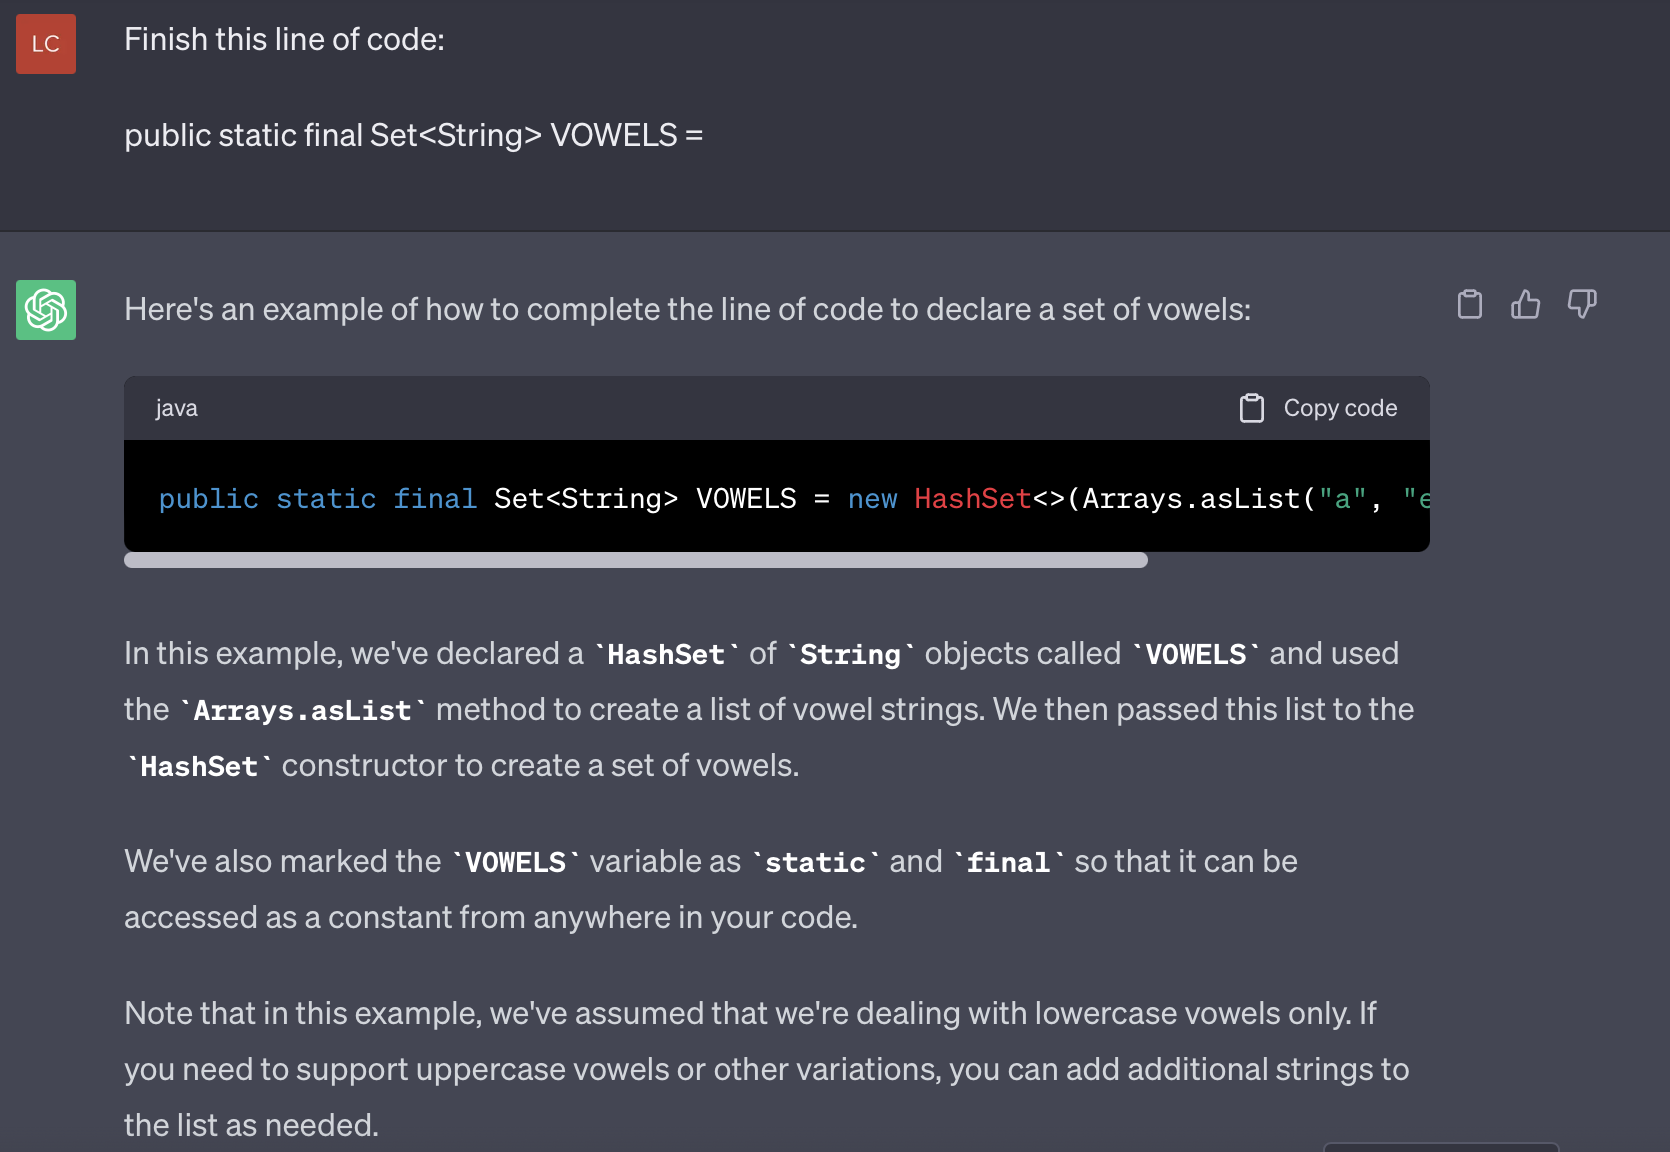 LC
Finish this line of code:
public static final Set<String> VOWELS =
Here's an example of how to complete the line of code to declare a set of vowels:
java
Copy code
public static final Set<String> VOWELS = new HashSet<>(Arrays.asList("a", "e
In this example, we've declared a `HashSet` of `String` objects called `VOWELS` and used
the `Arrays.asList` method to create a list of vowel strings. We then passed this list to the
`HashSet` constructor to create a set of vowels.
We've also marked the `VOWELS` variable as `static` and `final` so that it can be
accessed as a constant from anywhere in your code.
Note that in this example, we've assumed that we're dealing with lowercase vowels only. If
you need to support uppercase vowels or other variations, you can add additional strings to
the list as needed.